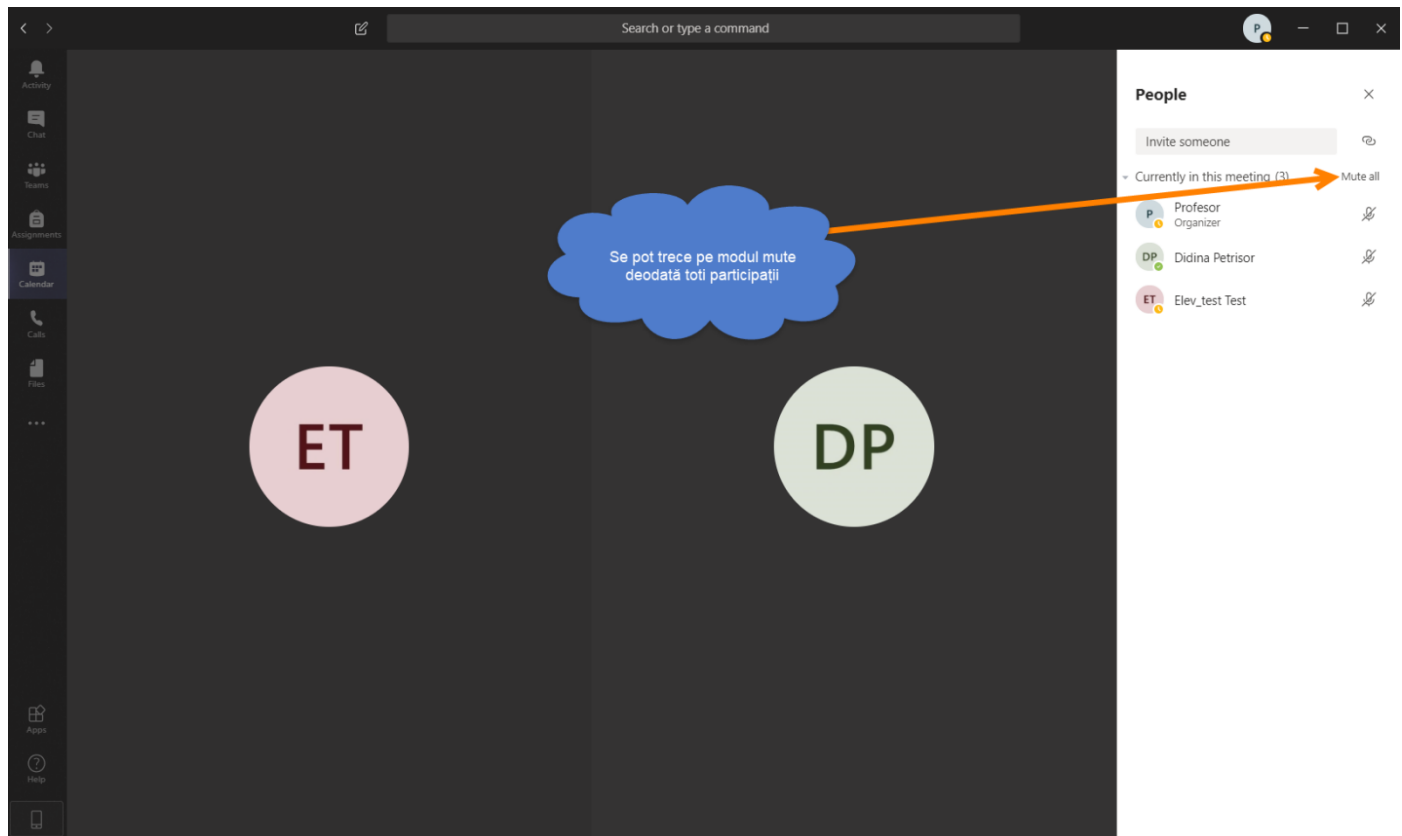 Search or type a command
P
Activity
Chat
Teams
Assignments
Calendar
Calls
Files
Apps
Help
Se pot trece pe modul mute
deodată toti participații
ET
DP
People
Invite someone
Currently in this meeting (3)
Mute all
P
Profesor
Organizer
DP
Didina Petrisor
ET
Elev_test Test